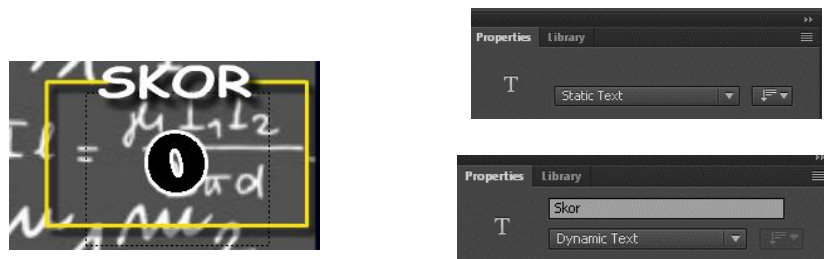 SKOR
0
Properties Library
T
Static Text
Properties Library
Skor
T
Dynamic Text